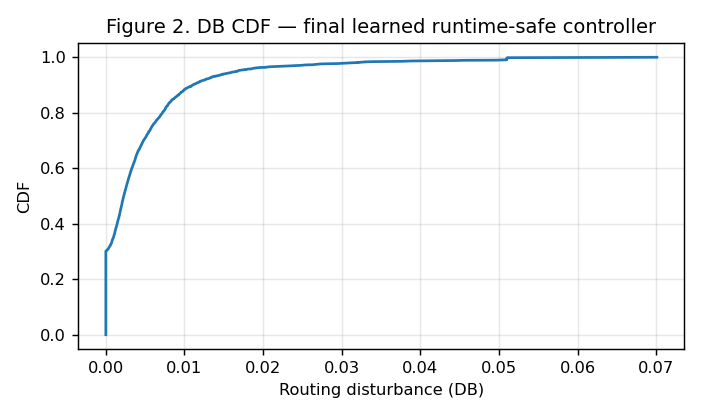 Figure 2. DB CDF — final learned runtime-safe controller
1.0
0.8
0.6
0.4
0.2
0.0
CDF
0.00 0.01 0.02 0.03 0.04 0.05 0.06 0.07
Routing disturbance (DB)